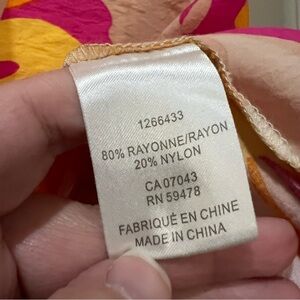 1266433
80% RAYONNE/RAYON
20% NYLON
CA 07043
RN 59478
FABRIQUÉ EN CHINE
MADE IN CHINA